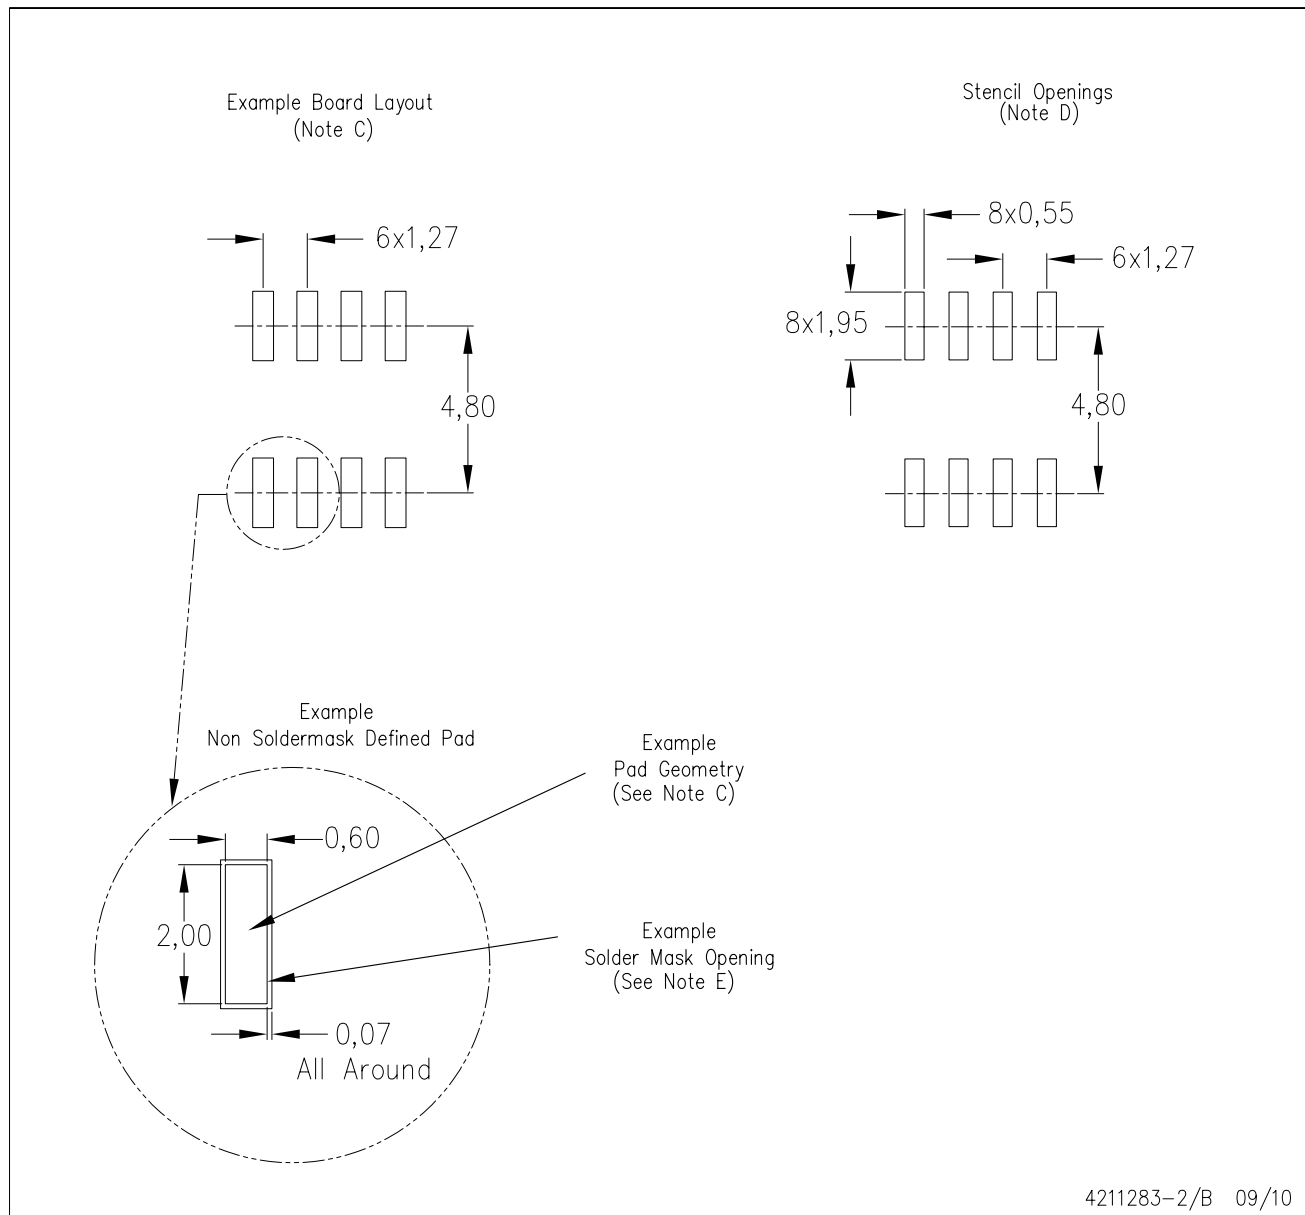 Example Board Layout
(Note C)
Stencil Openings
(Note D)
6x1,27
4,80
8x0,55
6x1,27
8x1,95
4,80
Example
Non Soldermask Defined Pad
Example
Pad Geometry
(See Note C)
0,60
2,00
Example
Solder Mask Opening
(See Note E)
0,07
All Around
4211283-2/B 09/10